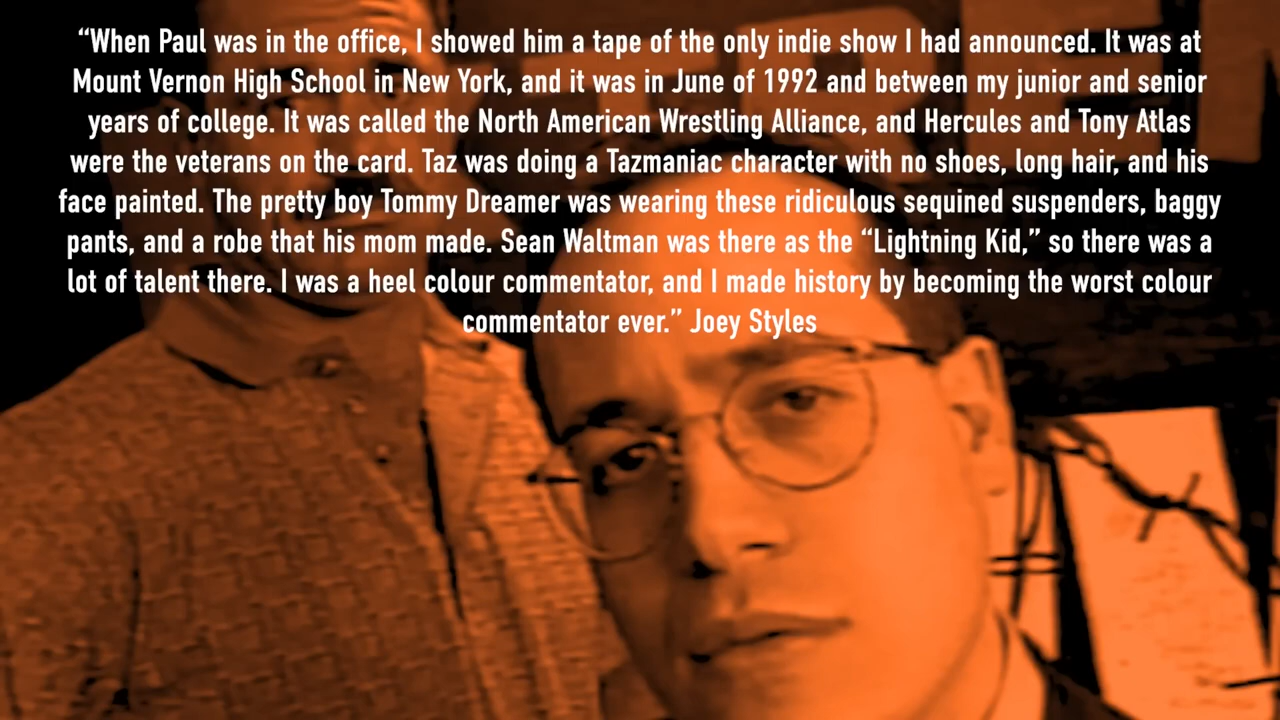 “When Paul was in the office, I showed him a tape of the only indie show I had announced. It was at
Mount Vernon High School in New York, and it was in June of 1992 and between my junior and senior
years of college. It was called the North American Wrestling Alliance, and Hercules and Tony Atlas
were the veterans on the card. Taz was doing a Tazmaniac character with no shoes, long hair, and his
face painted. The pretty boy Tommy Dreamer was wearing these ridiculous sequined suspenders, baggy
pants, and a robe that his mom made. Sean Waltman was there as the “Lightning Kid,” so there was a
lot of talent there. I was a heel colour commentator, and I made history by becoming the worst colour
commentator ever.” Joey Styles